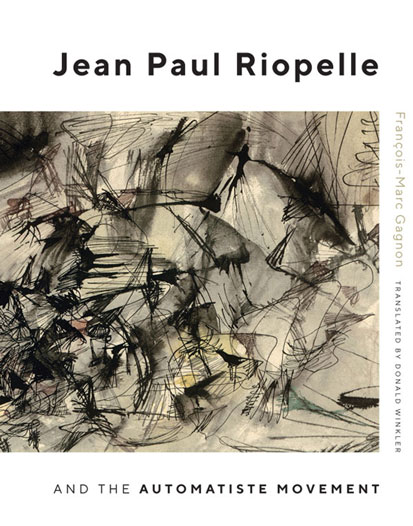 Jean Paul Riopelle
François-Marc Gagnon
TRANSLATED BY DONALD WINKLER
AND THE AUTOMATISTE MOVEMENT